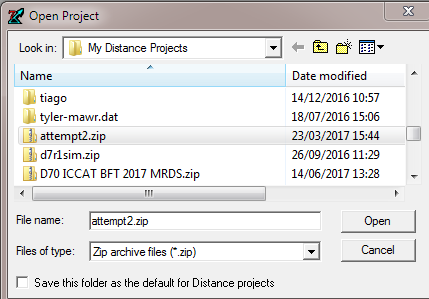 Open Project
Look in: My Distance Projects
Name Date modified
tiago 14/12/2016 10:57
tyler-mawr.dat 18/07/2016 15:06
attempt2.zip 23/03/2017 15:44
d7r1sim.zip 26/09/2016 11:29
D70 ICCAT BFT 2017 MRDS.zip 14/06/2017 13:28
File name: attempt2.zip Open
Files of type: Zip archive files (*.zip) Cancel
Save this folder as the default for Distance projects